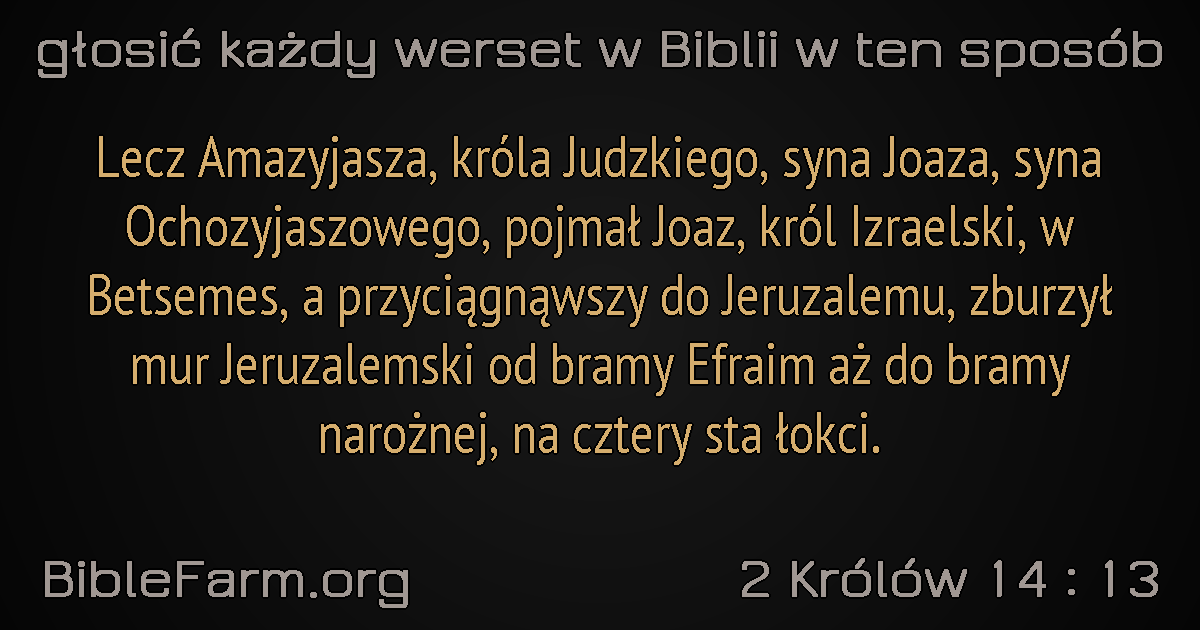 głosić każdy werset w Biblii w ten sposób
Lecz Amazyjasza, króla Judzkiego, syna Joaza, syna
Ochozyjaszowego, pojmał Joaz, król Izraelski, w
Betsemes, a przyciągnąwszy do Jeruzalemu, zburzył
mur Jeruzalemski od bramy Efraim aż do bramy
narożnej, na cztery sta łokci.
BibleFarm.org
2 Królów 14 : 13